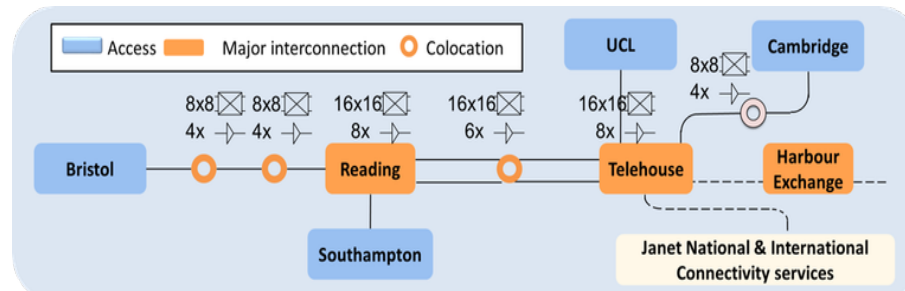 Access
Major interconnection
Colocation
UCL
Cambridge
8x8
4x
8x8 8x8 16x16 16x16 16x16
4x 4x 8x 6x 8x
Bristol
Reading
Telehouse
Harbour
Exchange
Southampton
Janet National & International
Connectivity services